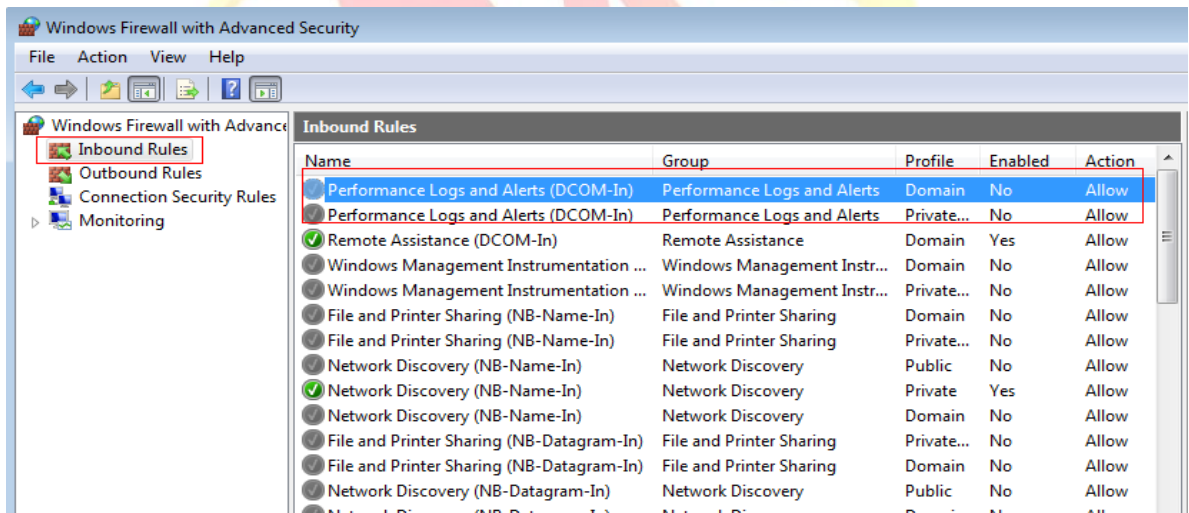 Windows Firewall with Advanced Security
File Action View Help
Windows Firewall with Advance
Inbound Rules
Outbound Rules
Connection Security Rules
Monitoring
Inbound Rules
Name Group Profile Enabled Action
Performance Logs and Alerts (DCOM-In) Performance Logs and Alerts Domain No Allow
Performance Logs and Alerts (DCOM-In) Performance Logs and Alerts Private... No Allow
Remote Assistance (DCOM-In) Remote Assistance Domain Yes Allow
Windows Management Instrumentation ... Windows Management Instr... Domain No Allow
Windows Management Instrumentation ... Windows Management Instr... Private... No Allow
File and Printer Sharing (NB-Name-In) File and Printer Sharing Domain No Allow
File and Printer Sharing (NB-Name-In) File and Printer Sharing Private... No Allow
Network Discovery (NB-Name-In) Network Discovery Public No Allow
Network Discovery (NB-Name-In) Network Discovery Private Yes Allow
Network Discovery (NB-Name-In) Network Discovery Domain No Allow
File and Printer Sharing (NB-Datagram-In) File and Printer Sharing Private... No Allow
File and Printer Sharing (NB-Datagram-In) File and Printer Sharing Domain No Allow
Network Discovery (NB-Datagram-In) Network Discovery Public No Allow